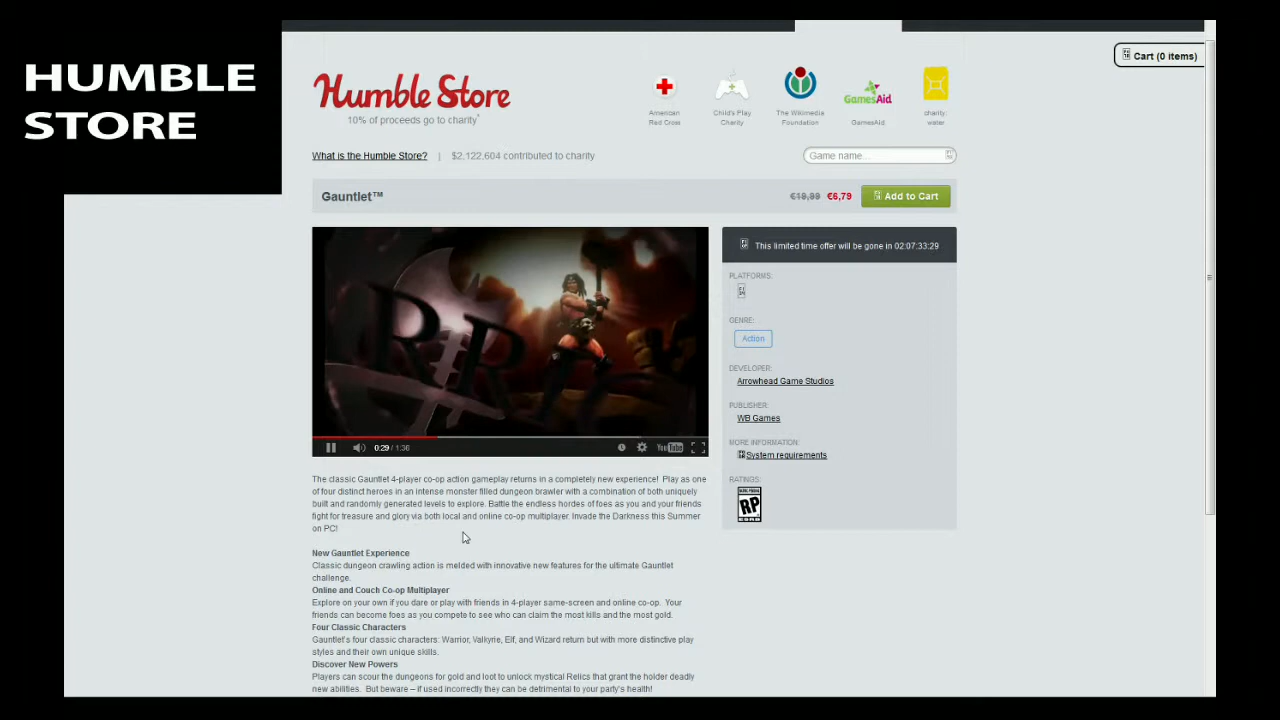 HUMBLE
STORE
Cart (0 items)
Humble Store
10% of proceeds go to charity*
American
Red Cross
Child's Play
Charity
The Wikimedia
Foundation
GamesAid
GamesAid
charity:
water
What is the Humble Store? | $2,122,604 contributed to charity
Game name...
Gauntlet™
€19,99 €6,79
Add to Cart
This limited time offer will be gone in 02:07:33:29
PLATFORMS:
GENRE:
Action
DEVELOPER:
Arrowhead Game Studios
PUBLISHER:
WB Games
MORE INFORMATION:
System requirements
RATINGS:
RP
0:29 / 1:36
YouTube
The classic Gauntlet 4-player co-op action gameplay returns in a completely new experience! Play as one
of four distinct heroes in an intense monster filled dungeon brawler with a combination of both uniquely
built and randomly generated levels to explore. Battle the endless hordes of foes as you and your friends
fight for treasure and glory via both local and online co-op multiplayer. Invade the Darkness this Summer
on PC!
New Gauntlet Experience
Classic dungeon crawling action is melded with innovative new features for the ultimate Gauntlet
challenge.
Online and Couch Co-op Multiplayer
Explore on your own if you dare or play with friends in 4-player same-screen and online co-op. Your
friends can become foes as you compete to see who can claim the most kills and the most gold.
Four Classic Characters
Gauntlet's four classic characters: Warrior, Valkyrie, Elf, and Wizard return but with more distinctive play
styles and their own unique skills.
Discover New Powers
Players can scour the dungeons for gold and loot to unlock mystical Relics that grant the holder deadly
new abilities. But beware – if used incorrectly they can be detrimental to your party's health!